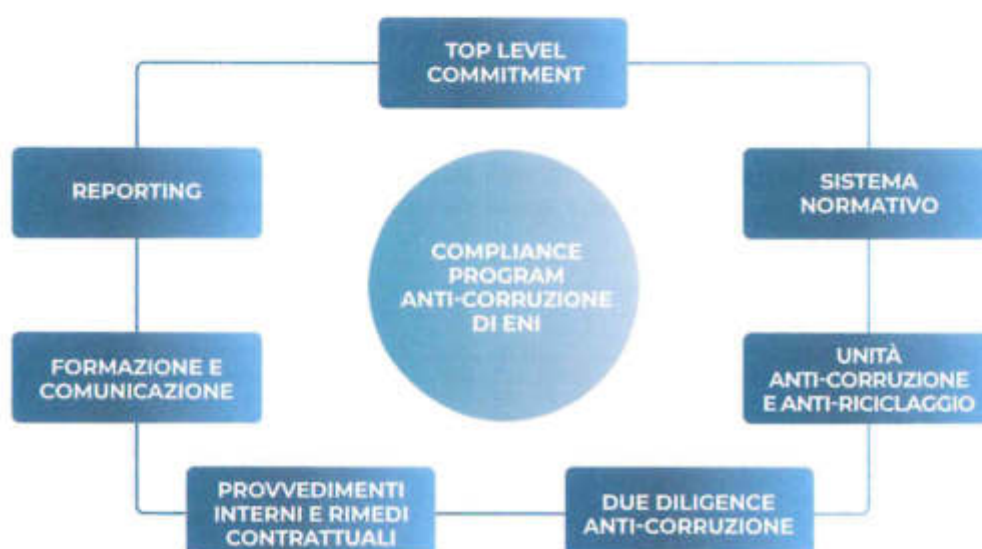 TOP LEVEL
COMMITMENT
REPORTING
SISTEMA
NORMATIVO
COMPLIANCE
PROGRAM
ANTI-CORRUZIONE
DI ENI
FORMAZIONE E
COMUNICAZIONE
UNITÀ
ANTI-CORRUZIONE
E ANTI-RICICLAGGIO
PROVVEDIMENTI
INTERNI E RIMEDI
CONTRATTUALI
DUE DILIGENCE
ANTI-CORRUZIONE